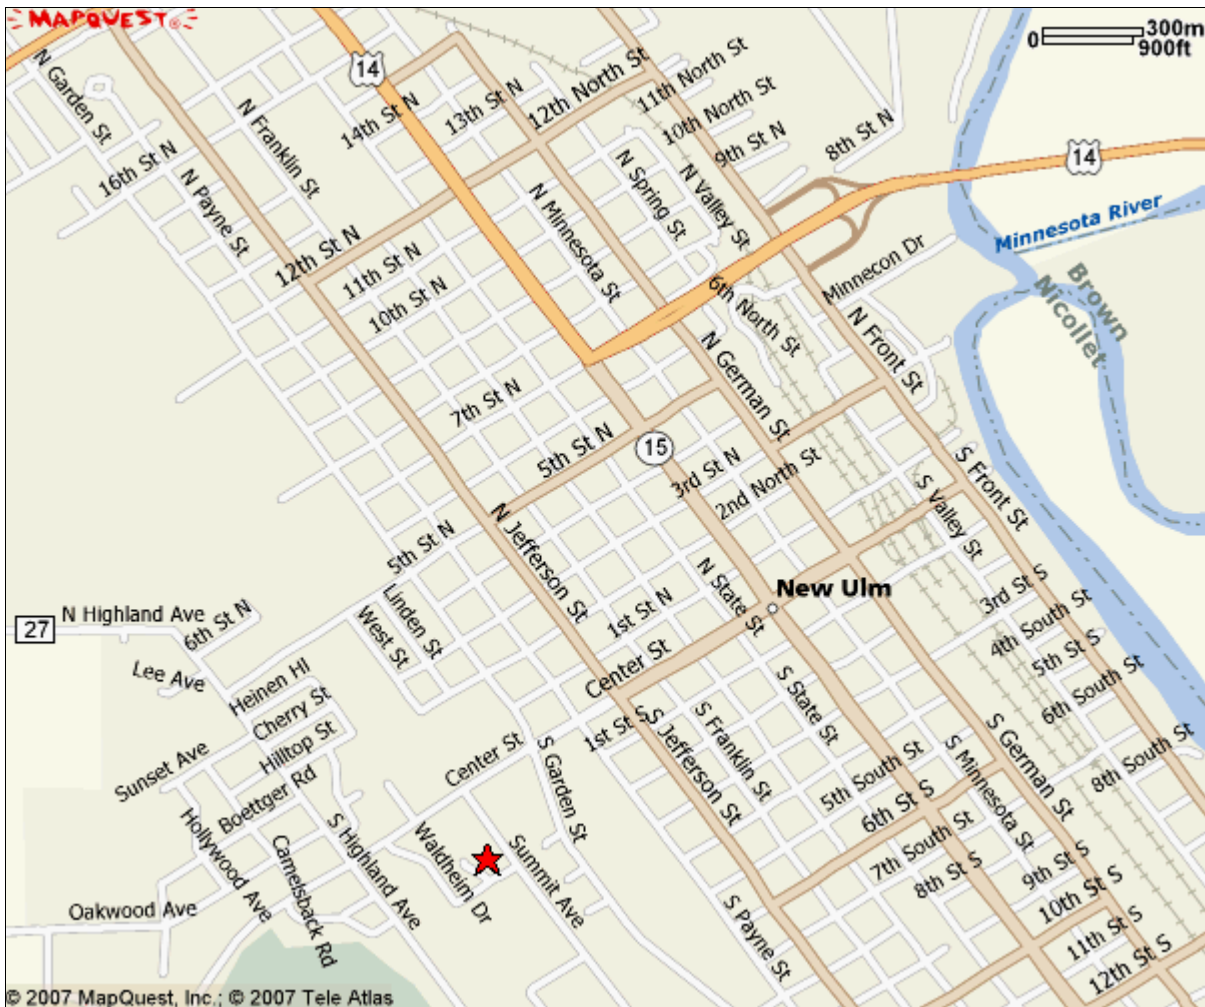 MAPQUEST
0 300m
900ft
14
N Garden St
N Franklin St
14th St N
13th St N
12th North St
11th North St
10th North St
9th St N
8th St N
14
16th St N
N Payne St
N Minnesota St
N Spring St
N Valley St
Minnesota River
12th St N
11th St N
10th St N
6th North St
Minnecon Dr
Brown
Nicollet
N Front St
N German St
7th St N
5th St N
15
3rd St N
2nd North St
S Front St
S Valley St
N Jefferson St
5th St N
N State St
New Ulm
3rd St S
4th South St
5th St S
6th South St
8th South St
27
N Highland Ave
6th St N
Linden St
West St
1st St N
Center St
Lee Ave
Heinen Hl
Cherry St
Hilltop St
Sunset Ave
Boettger Rd
Center St
1st St S
S Jefferson St
S Franklin St
S State St
S German St
S Minnesota St
5th South St
6th St S
7th South St
8th St S
9th St S
10th St S
11th St S
12th St S
S Garden St
Summit Ave
Waldheim Dr
S Highland Ave
Hollywood Ave
Camelsback Rd
Oakwood Ave
S Payne St
© 2007 MapQuest, Inc.; © 2007 Tele Atlas